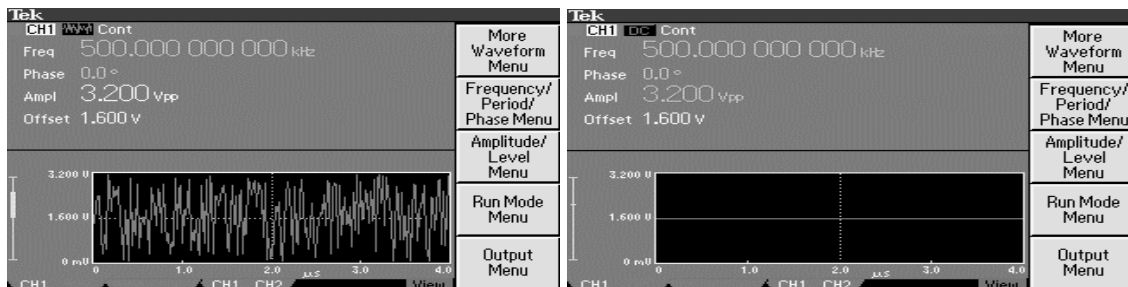 Tek
CH1 Cont
Freq 500.000 000 000 kHz
Phase 0.0 °
Ampl 3.200 Vpp
Offset 1.600 V
3.200 V
1.600 V
0 mV
0 1.0 2.0 μs 3.0 4.0
CH1 CH1 CH2 View
More
Waveform
Menu
Frequency/
Period/
Phase Menu
Amplitude/
Level
Menu
Run Mode
Menu
Output
Menu
Tek
CH1 DC Cont
Freq 500.000 000 000 kHz
Phase 0.0 °
Ampl 3.200 Vpp
Offset 1.600 V
3.200 V
1.600 V
0 mV
0 1.0 2.0 μs 3.0 4.0
CH1 CH1 CH2 View
More
Waveform
Menu
Frequency/
Period/
Phase Menu
Amplitude/
Level
Menu
Run Mode
Menu
Output
Menu